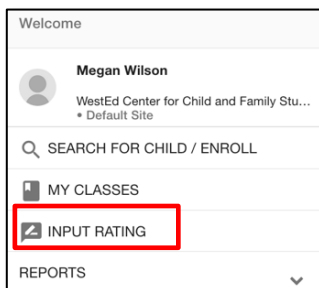 Welcome
Megan Wilson
WestEd Center for Child and Family Stu...
• Default Site
SEARCH FOR CHILD / ENROLL
MY CLASSES
INPUT RATING
REPORTS